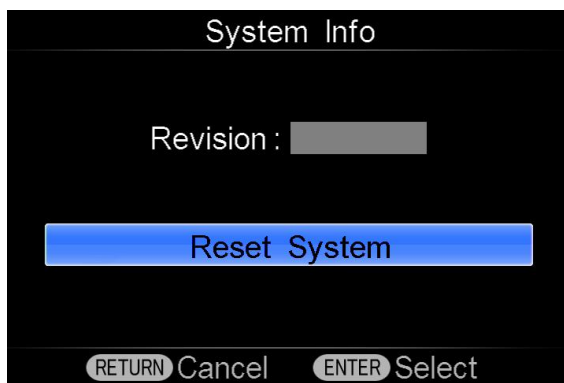 System Info
Revision :
Reset System
RETURN Cancel ENTER Select